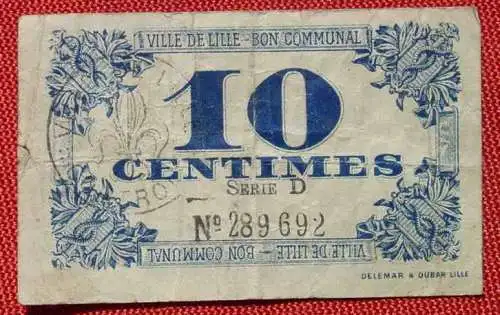 VILLE DE LILLE - BON COMMUNAL
10
CENTIMES
SERIE D
Nº 289692
VILLE DE LILLE - BON COMMUNAL
DELEMAR & DUBAR LILLE